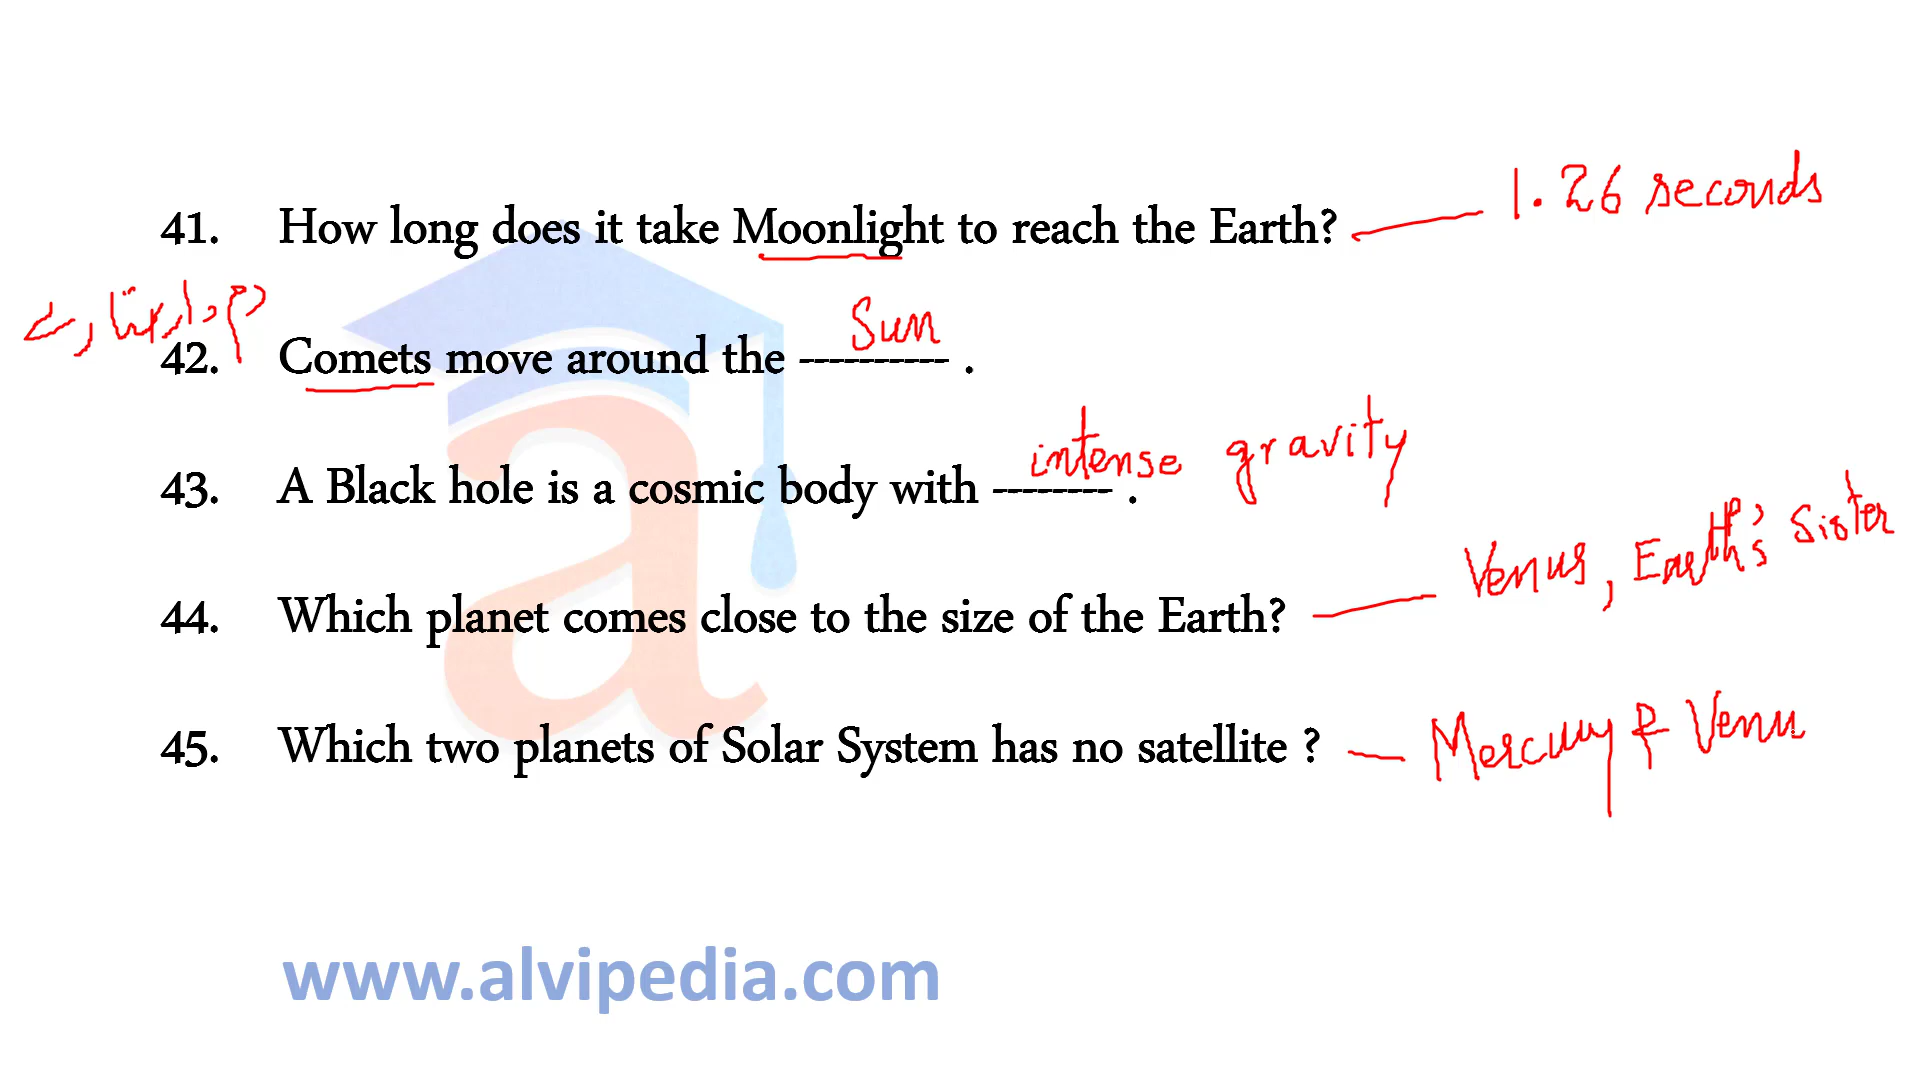 41. How long does it take Moonlight to reach the Earth? 1.26 seconds
دم دار ستارے
42. Comets move around the ---------- . Sun
43. A Black hole is a cosmic body with -------- . intense gravity
44. Which planet comes close to the size of the Earth? Venus, Earth's Sister
45. Which two planets of Solar System has no satellite ? Mercury & Venu
www.alvipedia.com